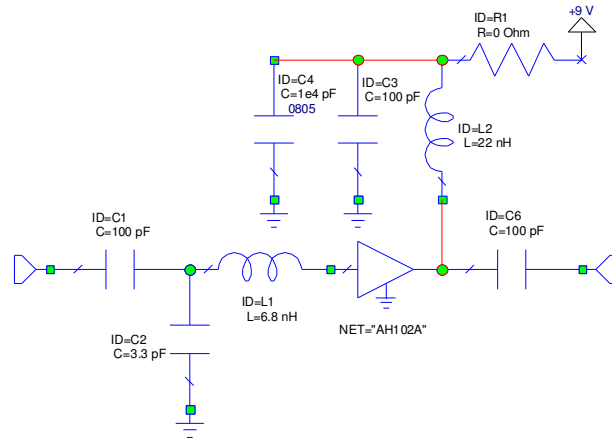 ID=R1
R=0 Ohm
+9 V
ID=C4
C=1e4 pF
0805
ID=C3
C=100 pF
ID=L2
L=22 nH
ID=C1
C=100 pF
ID=C6
C=100 pF
ID=L1
L=6.8 nH
NET="AH102A"
ID=C2
C=3.3 pF